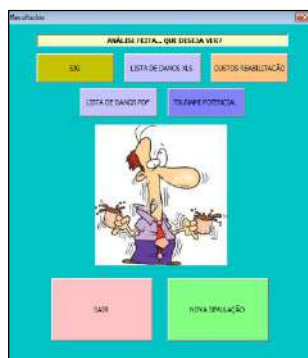 Resultados
ANÁLISE FEITA... QUE DESEJA VER?
LISTA DE DANOS XLS
CUSTOS REABILITAÇÃO
LISTA DE DANOS PDF
TSUNAMI POTENCIAL
SAIR
NOVA SIMULAÇÃO